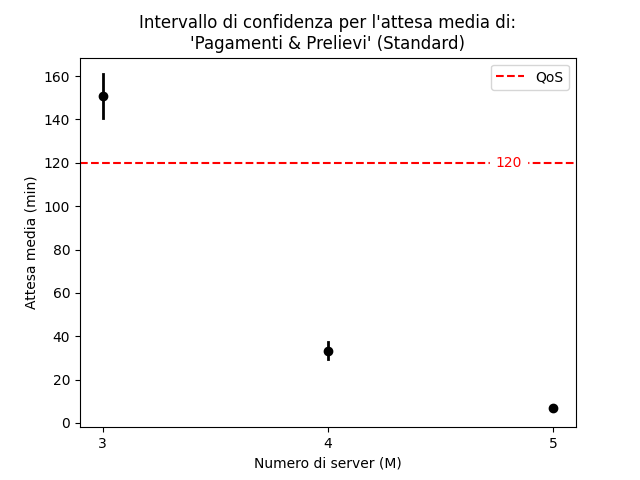 Intervallo di confidenza per l'attesa media di:
'Pagamenti & Prelievi' (Standard)
QoS
160
140
120
120
100
80
60
40
20
0
Attesa media (min)
3
4
5
Numero di server (M)